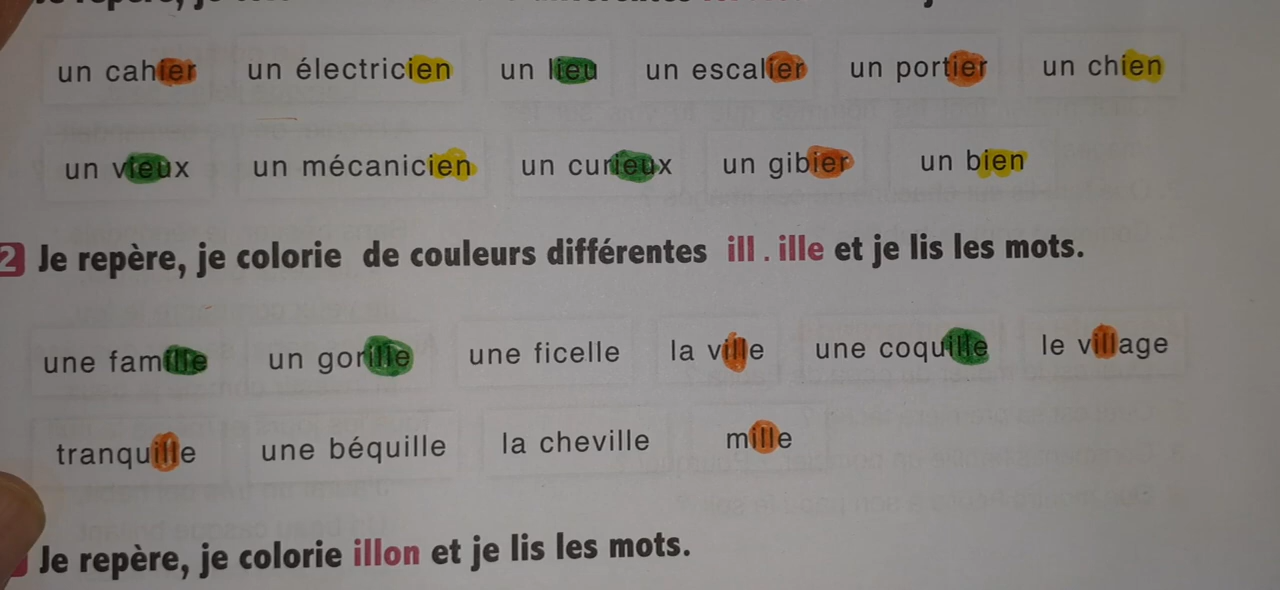 un cahier un électricien un lieu un escalier un portier un chien
un vieux un mécanicien un curieux un gibier un bien
2 Je repère, je colorie de couleurs différentes ill . ille et je lis les mots.
une famille un gorille une ficelle la ville une coquille le village
tranquille une béquille la cheville mille
Je repère, je colorie illon et je lis les mots.